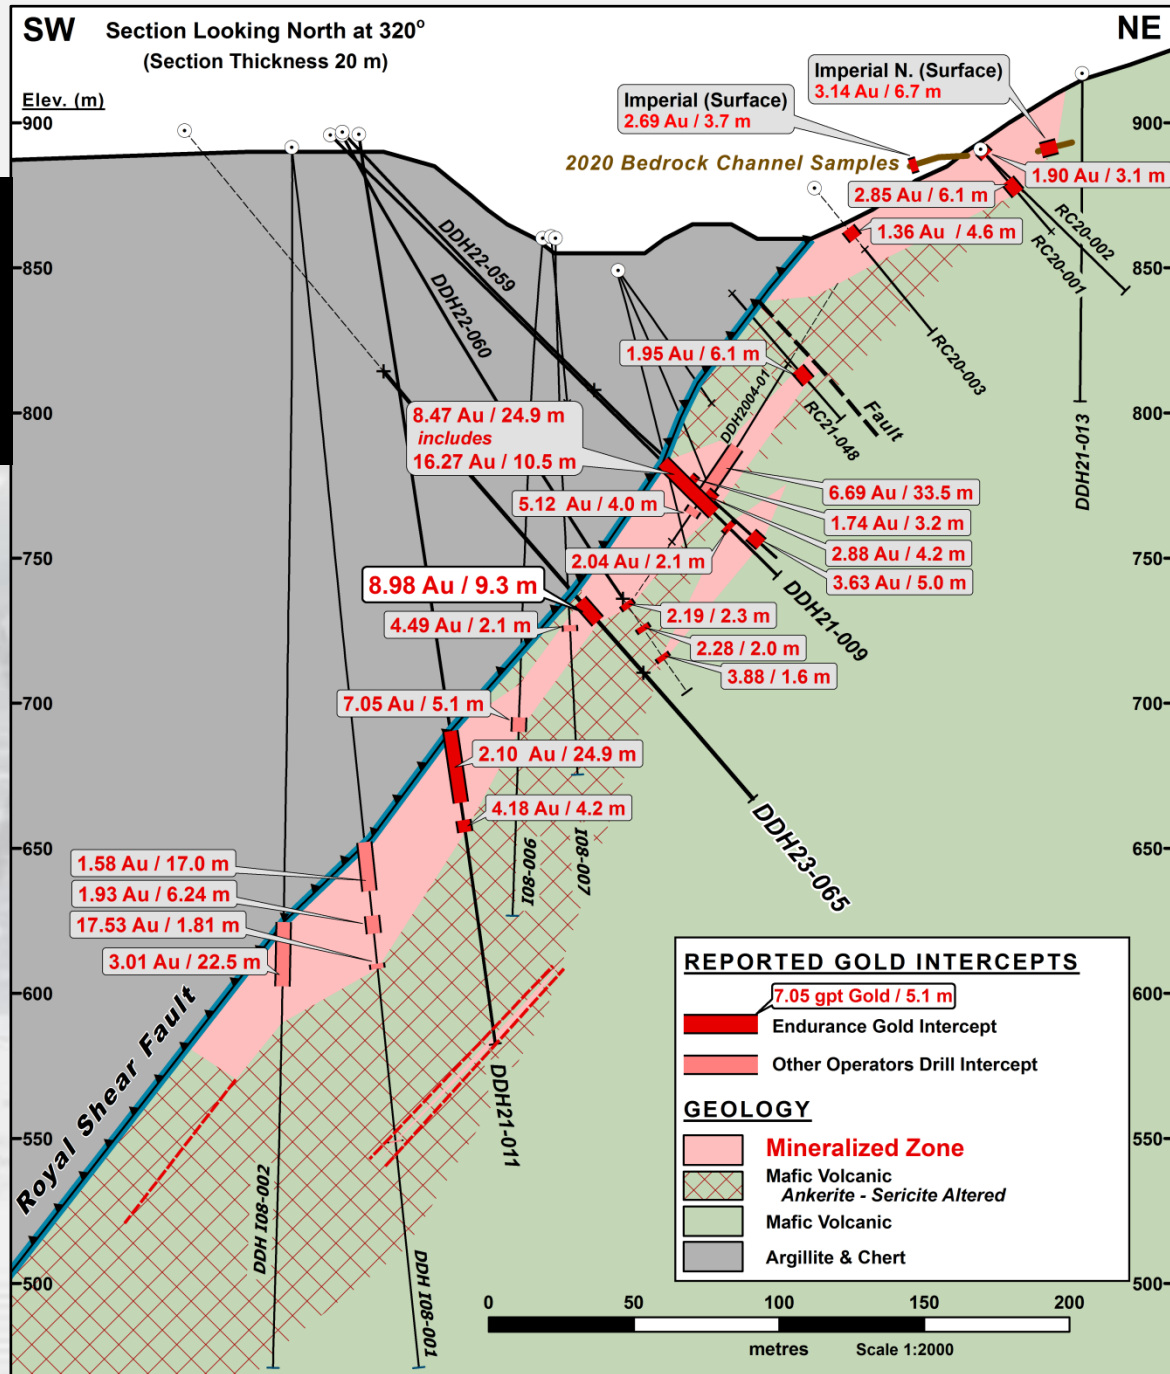 SW
Section Looking North at 320°
(Section Thickness 20 m)
NE
Elev. (m)
900
850
800
750
700
650
600
550
500
900
850
800
750
700
650
600
550
500
Imperial N. (Surface)
3.14 Au / 6.7 m
Imperial (Surface)
2.69 Au / 3.7 m
2020 Bedrock Channel Samples
1.90 Au / 3.1 m
2.85 Au / 6.1 m
1.36 Au / 4.6 m
RC20-002
RC20-001
RC20-003
DDH21-013
DDH22-059
DDH22-060
1.95 Au / 6.1 m
DDH2004-01
RC21-048
Fault
8.47 Au / 24.9 m
includes
16.27 Au / 10.5 m
6.69 Au / 33.5 m
5.12 Au / 4.0 m
1.74 Au / 3.2 m
2.88 Au / 4.2 m
2.04 Au / 2.1 m
3.63 Au / 5.0 m
8.98 Au / 9.3 m
DDH21-009
2.19 / 2.3 m
4.49 Au / 2.1 m
2.28 / 2.0 m
3.88 / 1.6 m
7.05 Au / 5.1 m
2.10 Au / 24.9 m
4.18 Au / 4.2 m
DDH23-065
I08-006
I08-007
1.58 Au / 17.0 m
1.93 Au / 6.24 m
17.53 Au / 1.81 m
3.01 Au / 22.5 m
Royal Shear Fault
DDH21-011
DDH I08-002
DDH I08-001
REPORTED GOLD INTERCEPTS
7.05 gpt Gold / 5.1 m
Endurance Gold Intercept
Other Operators Drill Intercept
GEOLOGY
Mineralized Zone
Mafic Volcanic
Ankerite - Sericite Altered
Mafic Volcanic
Argillite & Chert
0 50 100 150 200
metres
Scale 1:2000